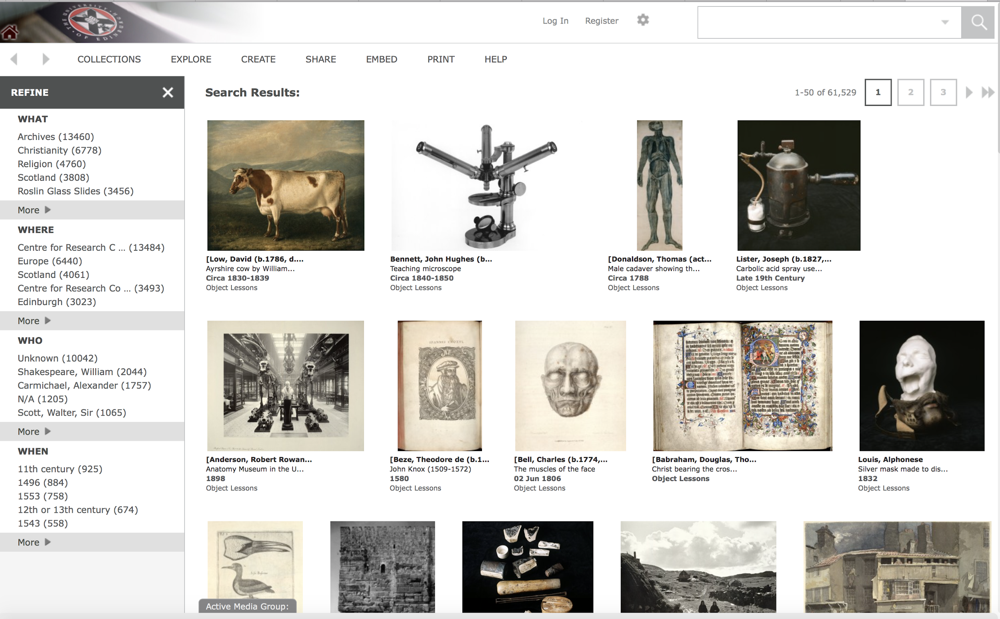 THE UNIVERSITY OF EDINBURGH
Log In
Register
COLLECTIONS
EXPLORE
CREATE
SHARE
EMBED
PRINT
HELP
REFINE
WHAT
Archives (13460)
Christianity (6778)
Religion (4760)
Scotland (3808)
Roslin Glass Slides (3456)
More
WHERE
Centre for Research C ... (13484)
Europe (6440)
Scotland (4061)
Centre for Research Co ... (3493)
Edinburgh (3023)
More
WHO
Unknown (10042)
Shakespeare, William (2044)
Carmichael, Alexander (1757)
N/A (1205)
Scott, Walter, Sir (1065)
More
WHEN
11th century (925)
1496 (884)
1553 (758)
12th or 13th century (674)
1543 (558)
More
Search Results:
1-50 of 61,529
1
2
3
[Low, David (b.1786, d....
Ayrshire cow by William...
Circa 1830-1839
Object Lessons
Bennett, John Hughes (b...
Teaching microscope
Circa 1840-1850
Object Lessons
[Donaldson, Thomas (act...
Male cadaver showing th...
Circa 1788
Object Lessons
Lister, Joseph (b.1827,...
Carbolic acid spray use...
Late 19th Century
Object Lessons
[Anderson, Robert Rowan...
Anatomy Museum in the U...
1898
Object Lessons
[Beze, Theodore de (b.1...
John Knox (1509-1572)
1580
Object Lessons
[Bell, Charles (b.1774,...
The muscles of the face
02 Jun 1806
Object Lessons
[Babraham, Douglas, Tho...
Christ bearing the cros...
Object Lessons
Louis, Alphonese
Silver mask made to dis...
1832
Object Lessons
Active Media Group: